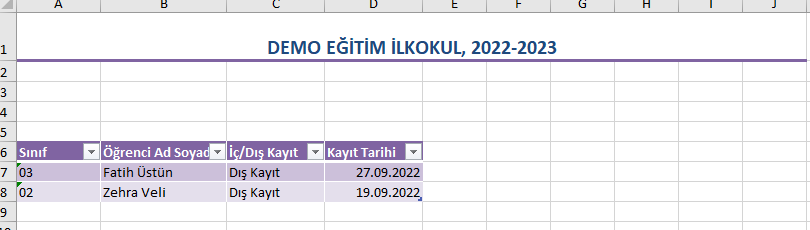 A B C D E F G H I J
1 DEMO EĞİTİM İLKOKUL, 2022-2023
2
3
4
5
6 Sınıf Öğrenci Ad Soyad İç/Dış Kayıt Kayıt Tarihi
7 03 Fatih Üstün Dış Kayıt 27.09.2022
8 02 Zehra Veli Dış Kayıt 19.09.2022
9